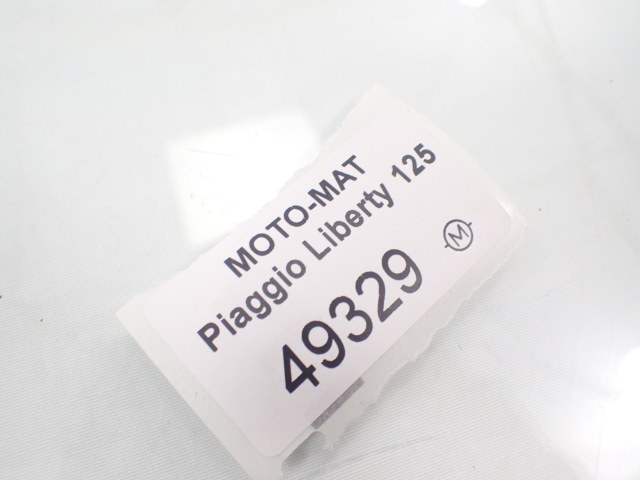 MOTO-MAT
Piaggio Liberty 125
49329
M